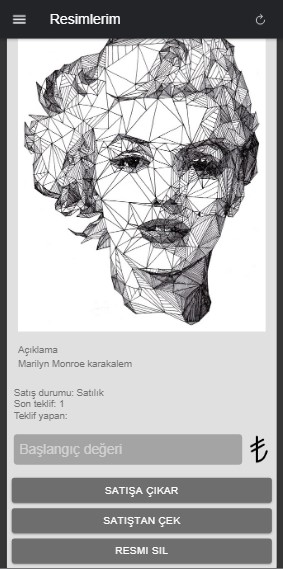 Resimlerim
Açıklama
Marilyn Monroe karakalem
Satış durumu: Satılık
Son teklif: 1
Teklif yapan:
Başlangıç değeri ₺
SATIŞA ÇIKAR
SATIŞTAN ÇEK
RESMI SIL